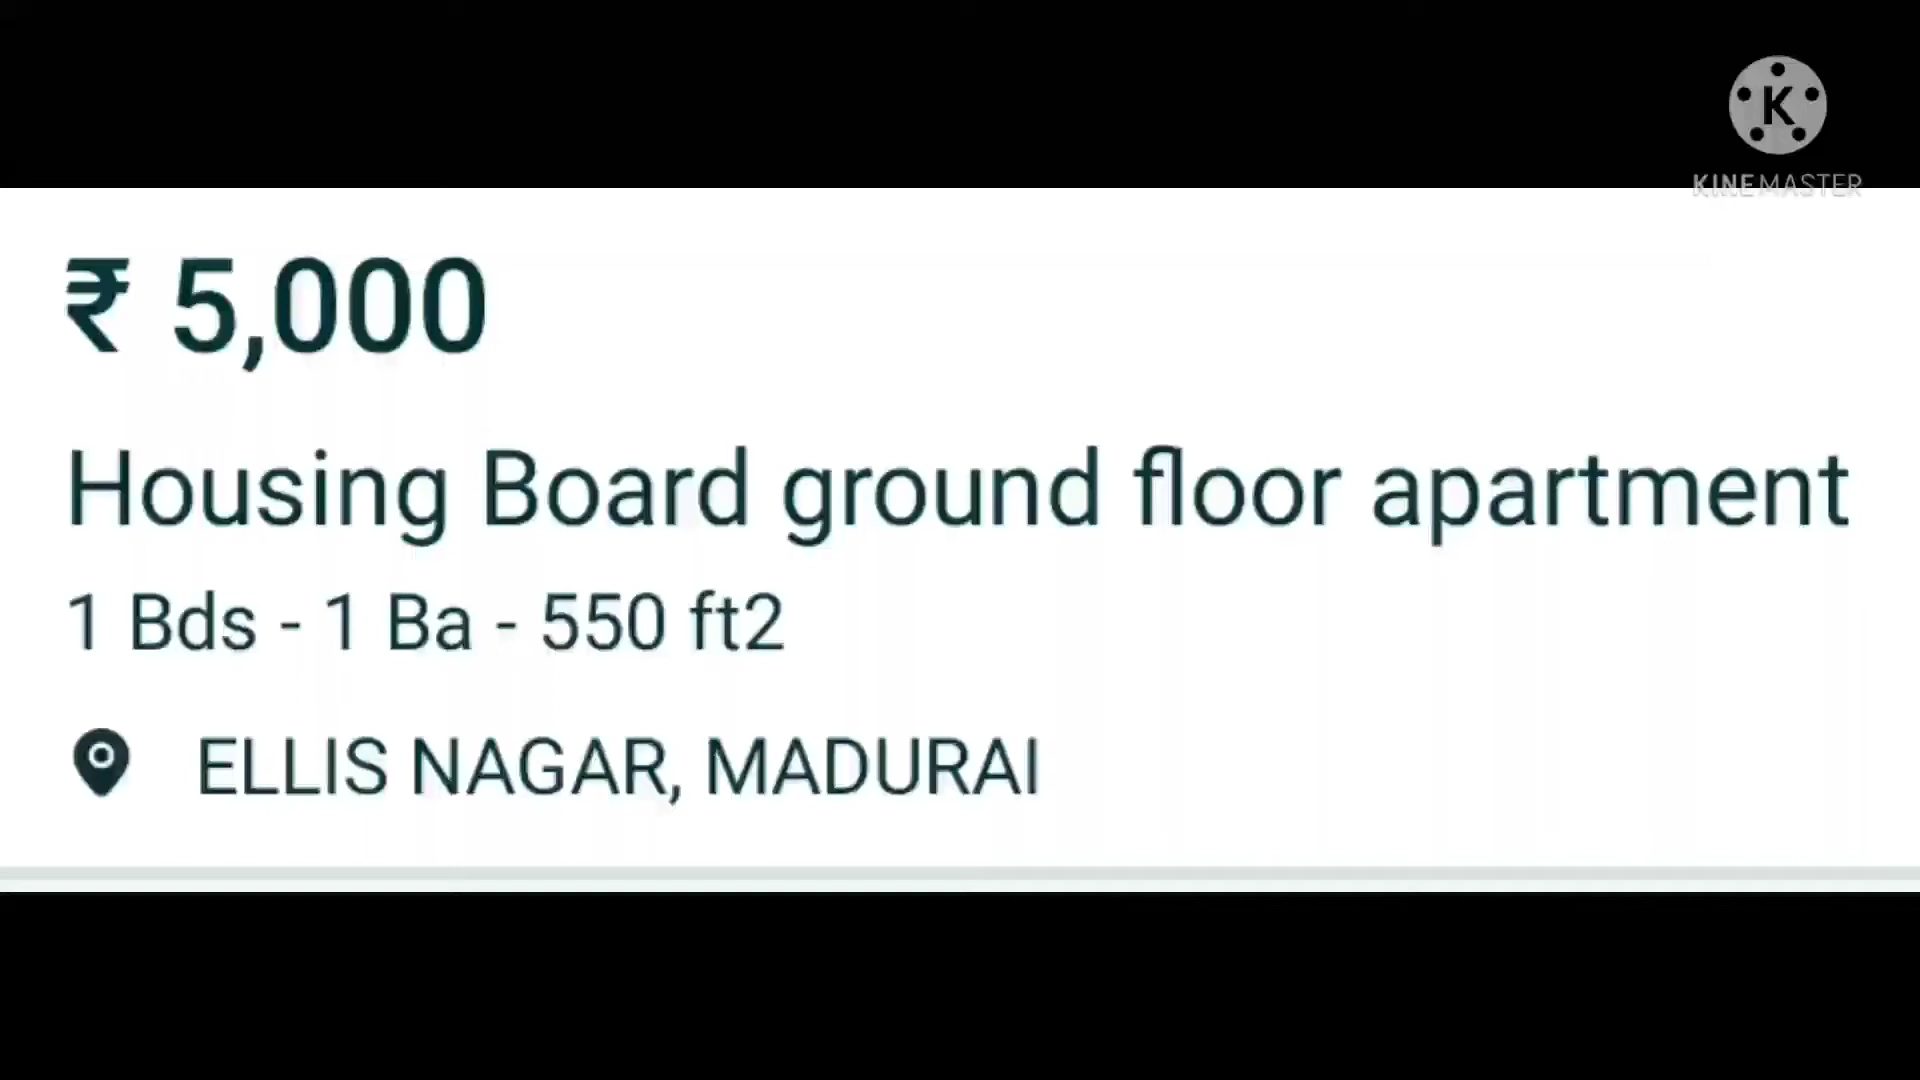 K
KINEMASTER
₹ 5,000
Housing Board ground floor apartment
1 Bds - 1 Ba - 550 ft2
ELLIS NAGAR, MADURAI